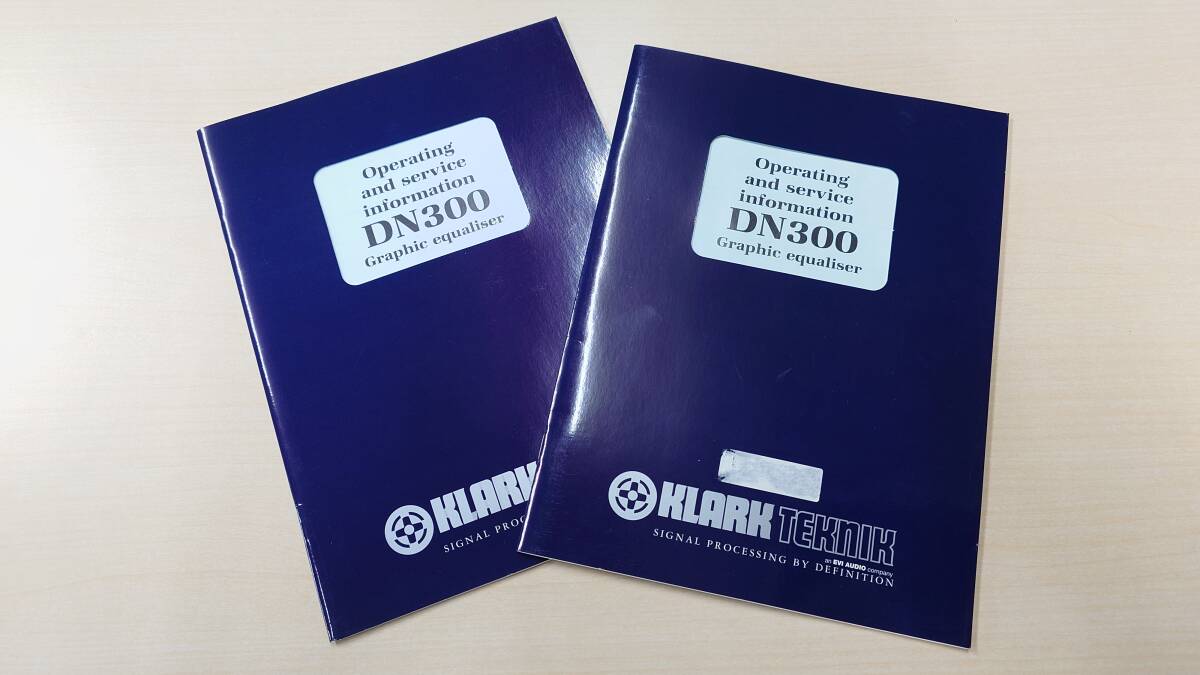 Operating
and service
information
DN300
Graphic equaliser
KLARK
SIGNAL PROC
Operating
and service
information
DN300
Graphic equaliser
KLARK TEKNIK
an EVI AUDIO company
SIGNAL PROCESSING BY DEFINITION